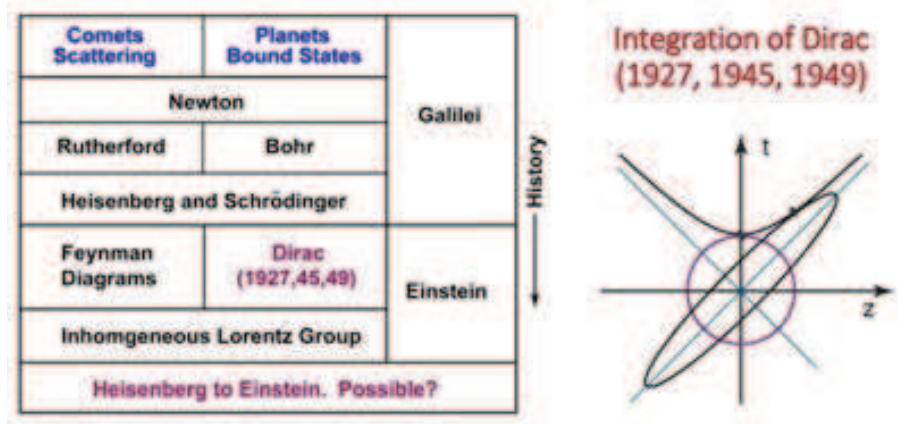 Comets
Scattering
Planets
Bound States
Newton
Galilei
Rutherford
Bohr
Heisenberg and Schrödinger
Feynman
Diagrams
Dirac
(1927,45,49)
Einstein
Inhomgeneous Lorentz Group
Heisenberg to Einstein. Possible?
History
Integration of Dirac
(1927, 1945, 1949)
t
z